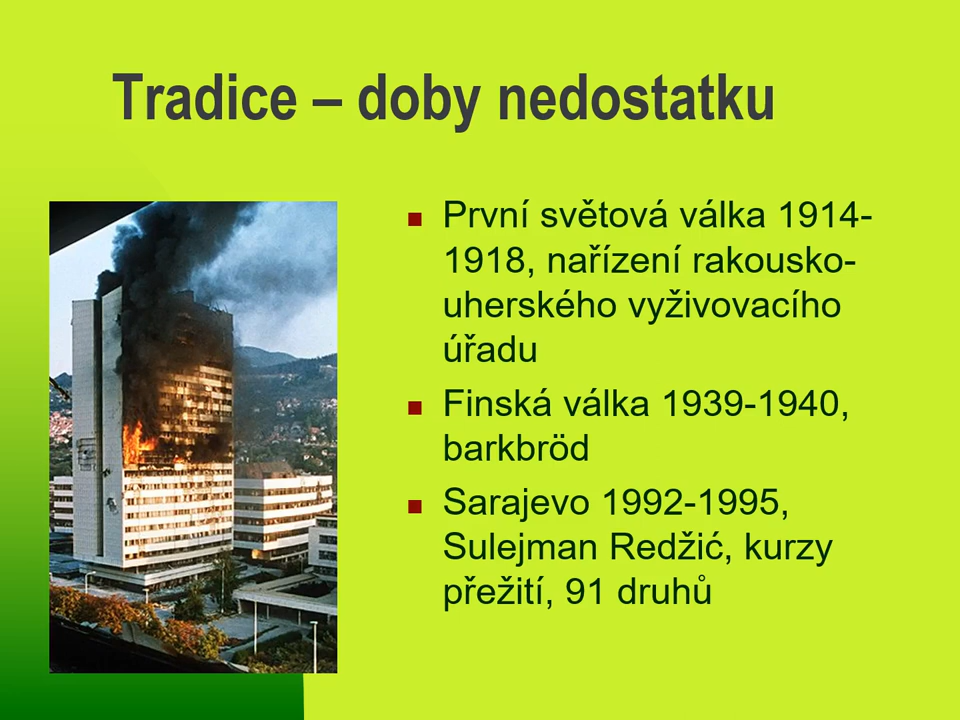 Tradice – doby nedostatku
První světová válka 1914-
1918, nařízení rakousko-
uherského vyživovacího
úřadu
Finská válka 1939-1940,
barkbröd
Sarajevo 1992-1995,
Sulejman Redžić, kurzy
přežití, 91 druhů